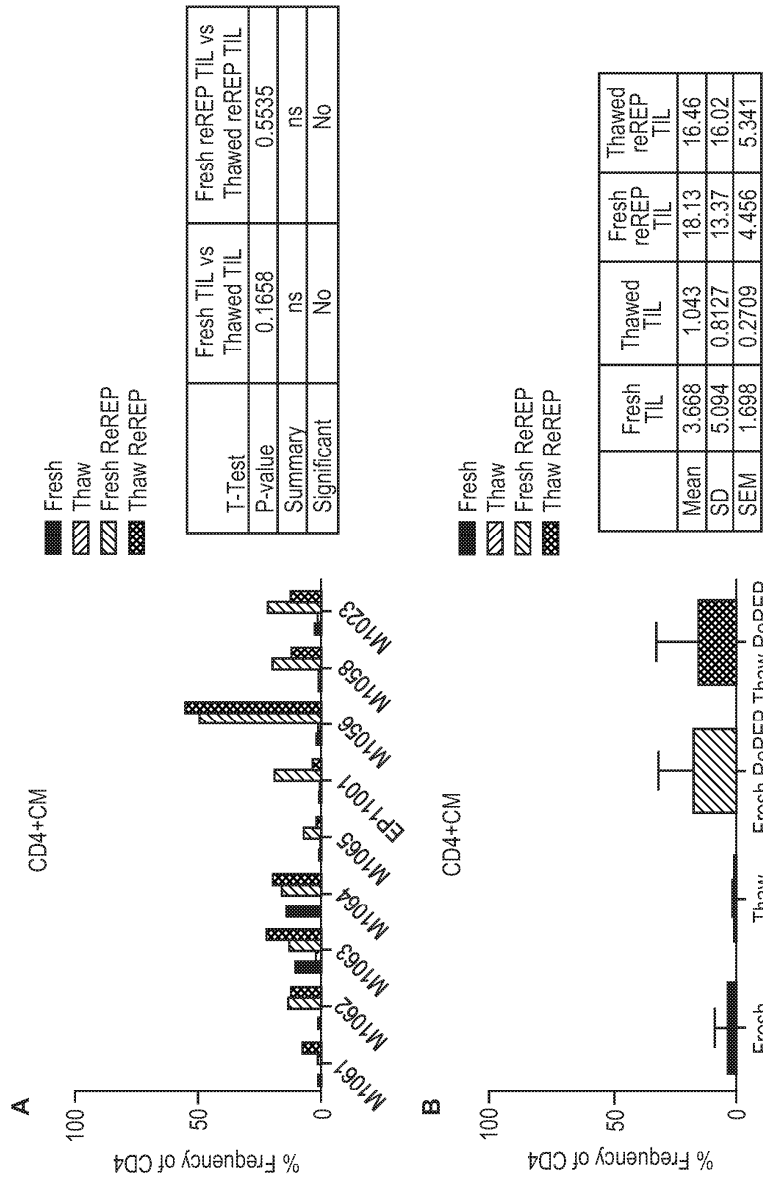 A
CD4+CM
% Frequency of CD4
100
50
0
M1061
M1062
M1063
M1064
M1065
EP11001
M1056
M1058
M1023
Fresh
Thaw
Fresh ReREP
Thaw ReREP
T-Test | Fresh TIL vs Thawed TIL | Fresh reREP TIL vs Thawed reREP TIL
P-value | 0.1658 | 0.5535
Summary | ns | ns
Significant | No | No
B
CD4+CM
% Frequency of CD4
100
50
0
Fresh
Thaw
Fresh ReREP
Thaw ReREP
Fresh
Thaw
Fresh ReREP
Thaw ReREP
Fresh TIL | Thawed TIL | Fresh reREP TIL | Thawed reREP TIL
Mean | 3.668 | 1.043 | 18.13 | 16.46
SD | 5.094 | 0.8127 | 13.37 | 16.02
SEM | 1.698 | 0.2709 | 4.456 | 5.341